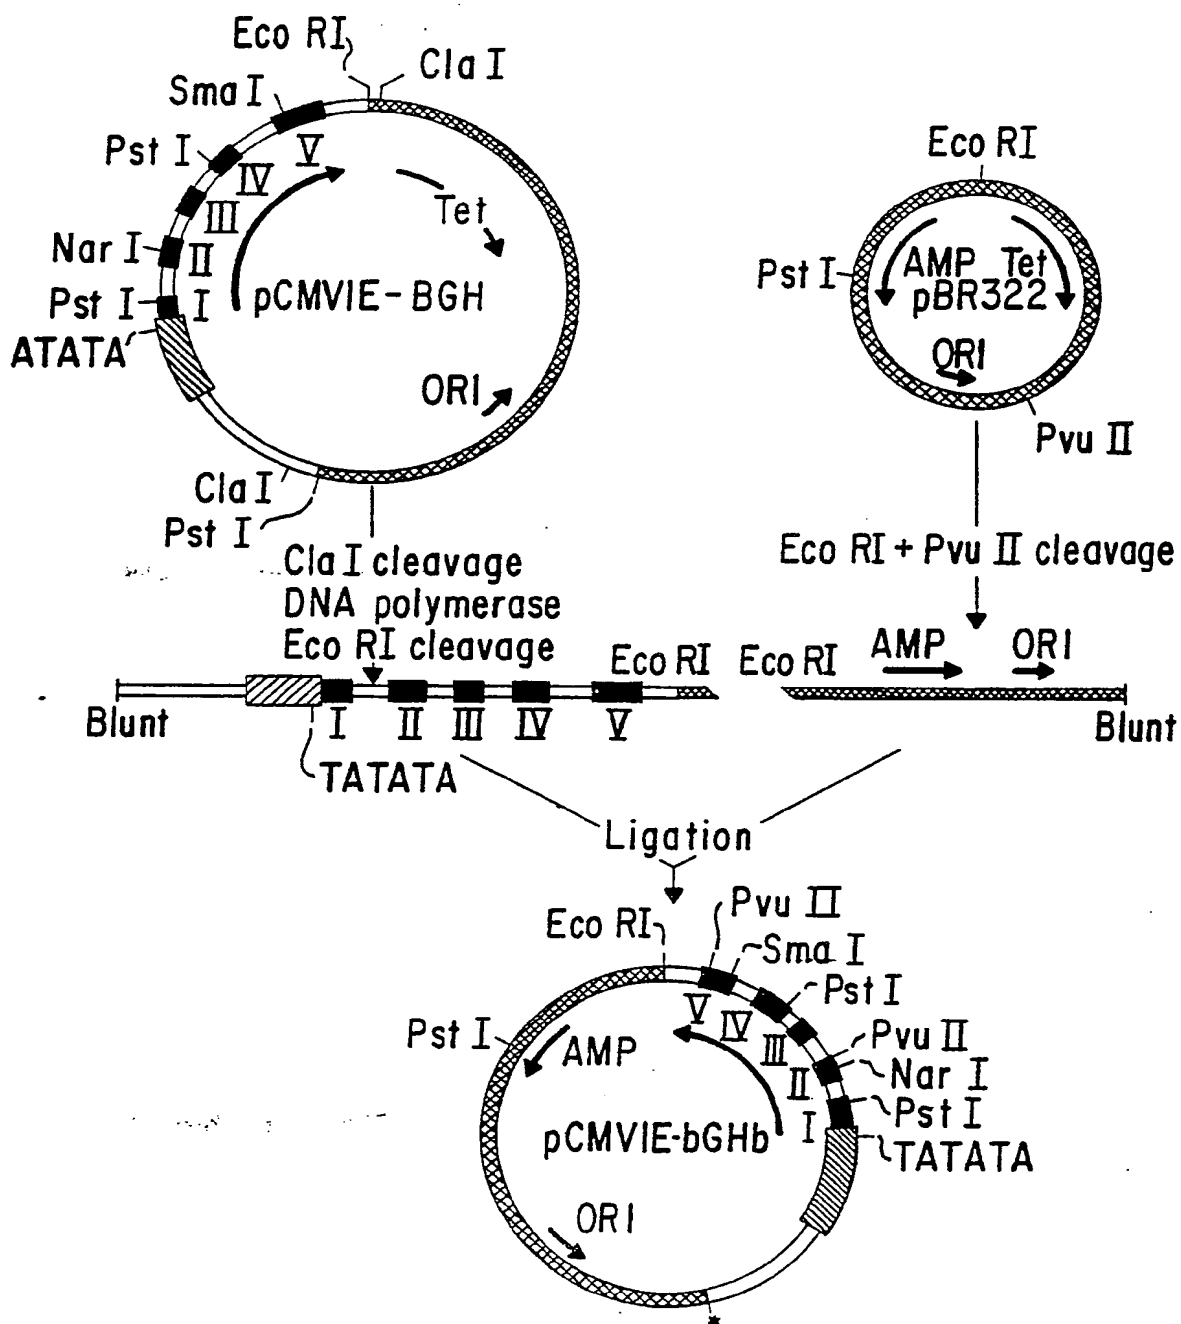 Eco RI
Cla I
Sma I
Pst I
V
IV
III
Nar I
II
Pst I
I
ATATA
Tet
pCMVIE-BGH
ORI
Cla I
Pst I
Eco RI
Pst I
AMP Tet
pBR322
ORI
Pvu II
Cla I cleavage
DNA polymerase
Eco RI cleavage
Eco RI + Pvu II cleavage
Eco RI
Blunt
I II III IV V
TATATA
Eco RI
AMP
ORI
Blunt
Ligation
Eco RI
Pvu II
Sma I
Pst I
V
IV
III
Pvu II
II
Nar I
I
Pst I
TATATA
Pst I
AMP
pCMVIE-bGHb
ORI
*